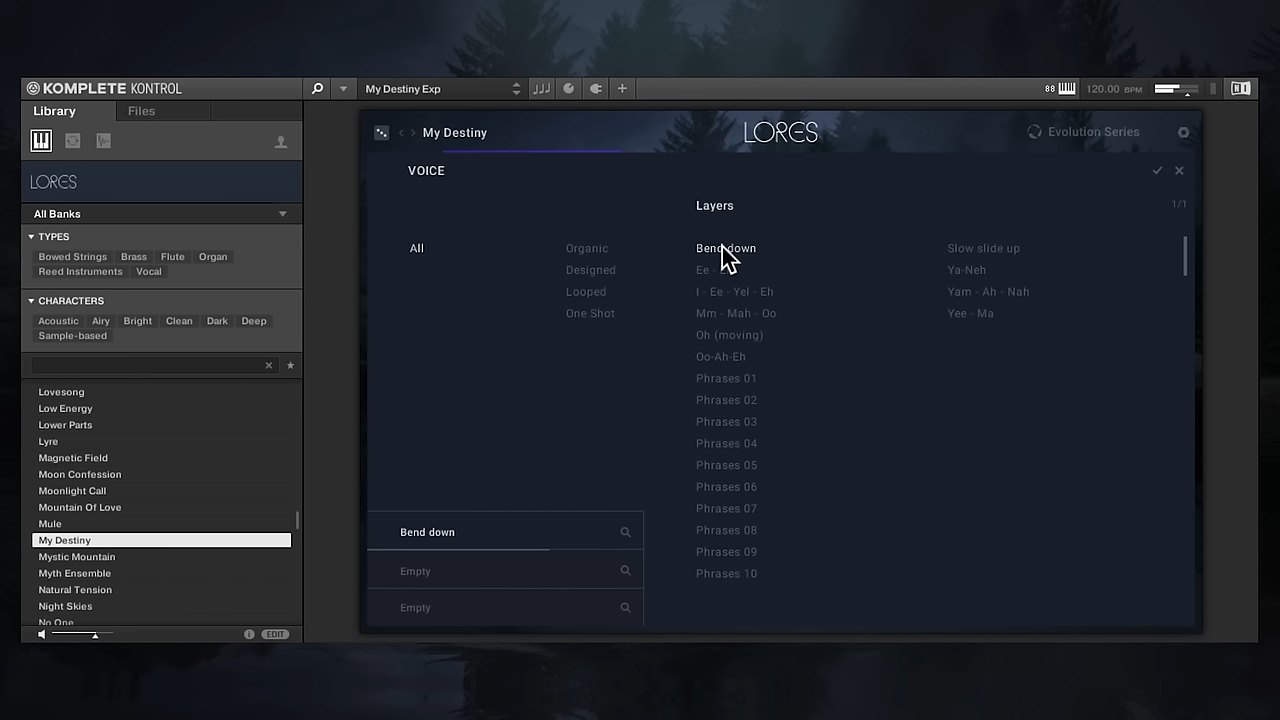 KOMPLETE KONTROL
My Destiny Exp
88
120.00 BPM
Library
Files
LORES
All Banks
TYPES
Bowed Strings
Brass
Flute
Organ
Reed Instruments
Vocal
CHARACTERS
Acoustic
Airy
Bright
Clean
Dark
Deep
Sample-based
Lovesong
Low Energy
Lower Parts
Lyre
Magnetic Field
Moon Confession
Moonlight Call
Mountain Of Love
Mule
My Destiny
Mystic Mountain
Myth Ensemble
Natural Tension
Night Skies
No One
EDIT
My Destiny
LORES
Evolution Series
VOICE
Layers
1/1
All
Organic
Designed
Looped
One Shot
Bend down
Ee -
I - Ee - Yel - Eh
Mm - Mah - Oo
Oh (moving)
Oo-Ah-Eh
Phrases 01
Phrases 02
Phrases 03
Phrases 04
Phrases 05
Phrases 06
Phrases 07
Phrases 08
Phrases 09
Phrases 10
Slow slide up
Ya-Neh
Yam - Ah - Nah
Yee - Ma
Bend down
Empty
Empty